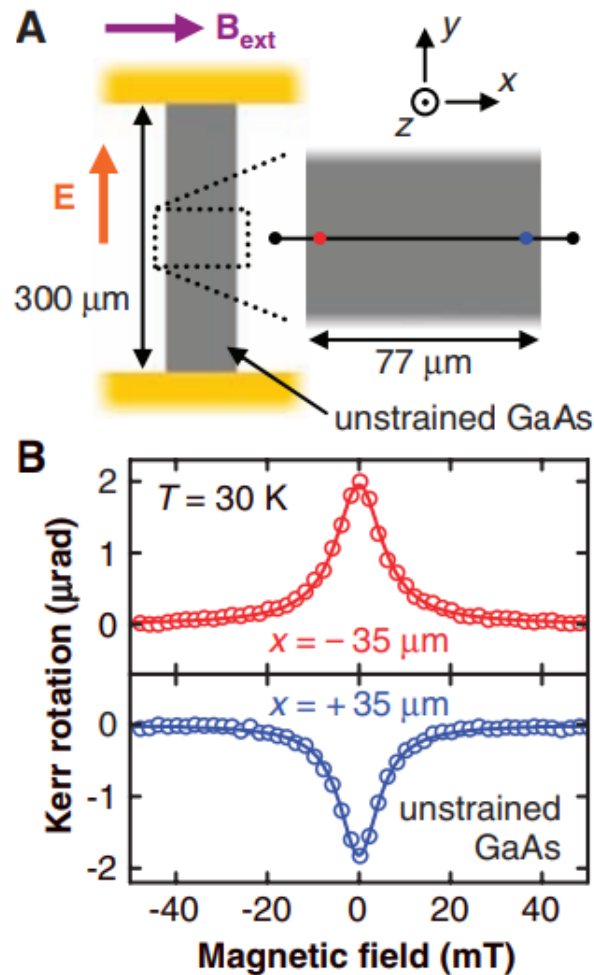 A
B_ext
y
x
z
E
300 μm
77 μm
unstrained GaAs
B
Kerr rotation (μrad)
2
1
0
T = 30 K
x = − 35 μm
0
-1
-2
x = + 35 μm
unstrained
GaAs
-40
-20
0
20
40
Magnetic field (mT)